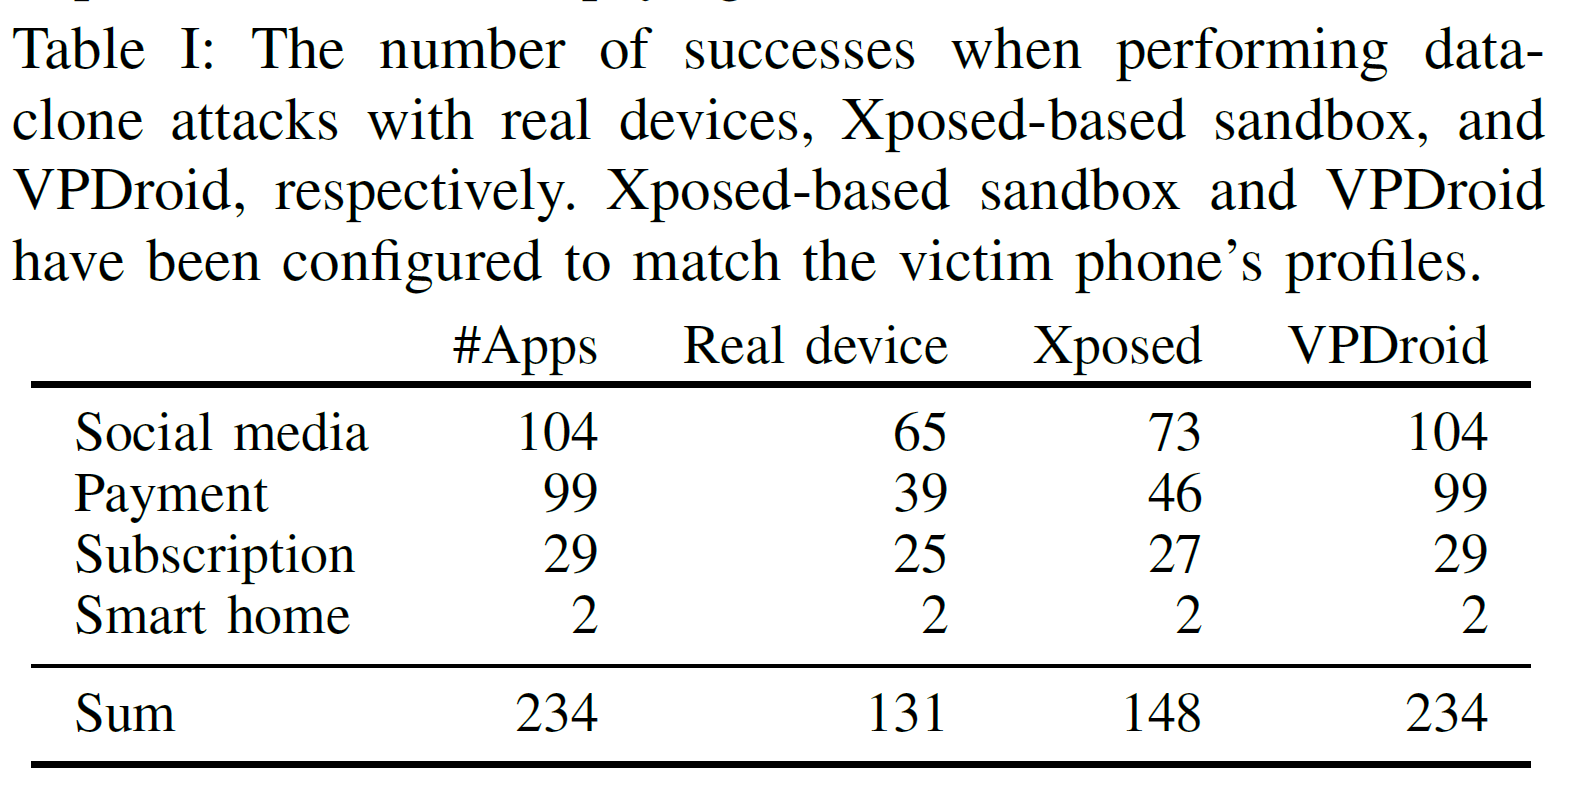 Table I: The number of successes when performing data-
clone attacks with real devices, Xposed-based sandbox, and
VPDroid, respectively. Xposed-based sandbox and VPDroid
have been configured to match the victim phone's profiles.
#Apps Real device Xposed VPDroid
Social media 104 65 73 104
Payment 99 39 46 99
Subscription 29 25 27 29
Smart home 2 2 2 2
Sum 234 131 148 234